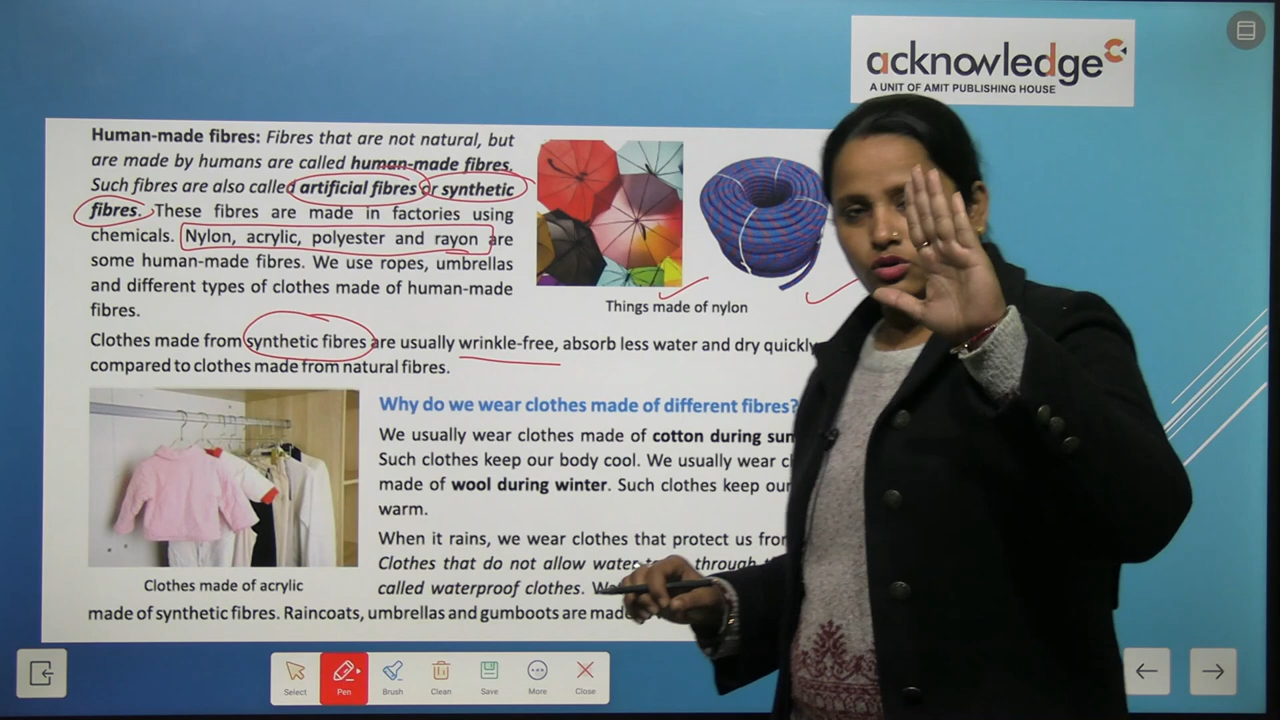 acknowledge
A UNIT OF AMIT PUBLISHING HOUSE
Human-made fibres: Fibres that are not natural, but
are made by humans are called human-made fibres.
Such fibres are also called artificial fibres or synthetic
fibres. These fibres are made in factories using
chemicals. Nylon, acrylic, polyester and rayon are
some human-made fibres. We use ropes, umbrellas
and different types of clothes made of human-made
fibres.
Things made of nylon
Clothes made from synthetic fibres are usually wrinkle-free, absorb less water and dry quickly
compared to clothes made from natural fibres.
Why do we wear clothes made of different fibres?
We usually wear clothes made of cotton during
Such clothes keep our body cool. We usually wear
made of wool during winter. Such clothes keep our
warm.
When it rains, we wear clothes that protect us
Clothes that do not allow water through
called waterproof clothes.
Clothes made of acrylic
made of synthetic fibres. Raincoats, umbrellas and gumboots are made
Select Pen Brush Clean Save More Close